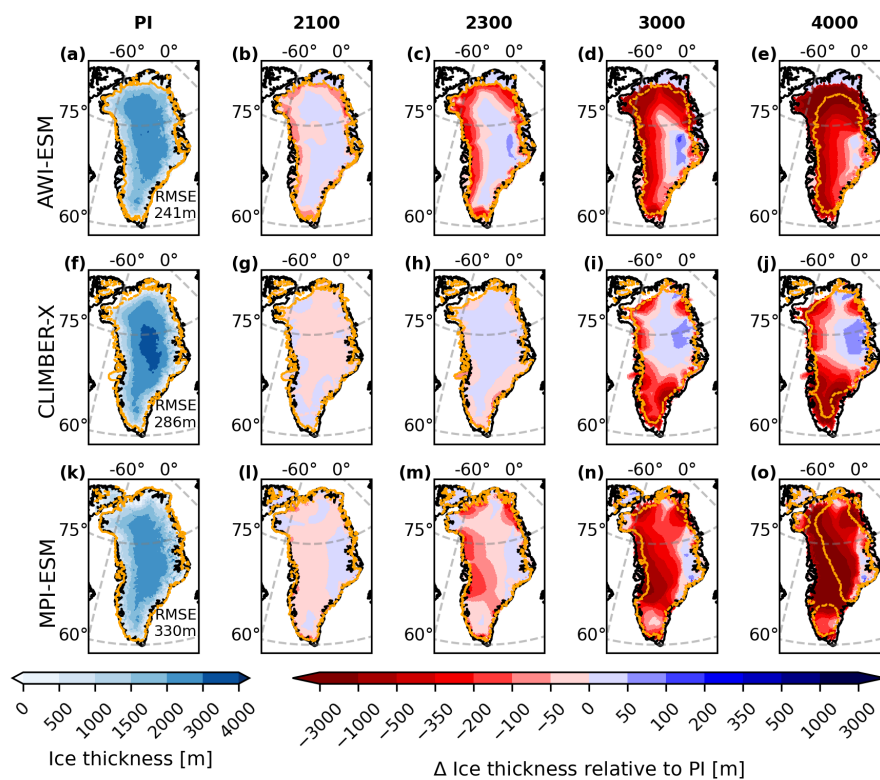 PI 2100 2300 3000 4000
(a) -60° 0° (b) -60° 0° (c) -60° 0° (d) -60° 0° (e) -60° 0°
75° 75° 75° 75° 75°
AWI-ESM
RMSE
241m
60° 60° 60° 60° 60°
(f) -60° 0° (g) -60° 0° (h) -60° 0° (i) -60° 0° (j) -60° 0°
75° 75° 75° 75° 75°
CLIMBER-X
RMSE
286m
60° 60° 60° 60° 60°
(k) -60° 0° (l) -60° 0° (m) -60° 0° (n) -60° 0° (o) -60° 0°
75° 75° 75° 75° 75°
MPI-ESM
RMSE
330m
60° 60° 60° 60° 60°
0 500 1000 1500 2000 3000 4000
Ice thickness [m]
−3000 −1000 −500 −350 −200 −100 −50 0 50 100 200 350 500 1000 3000
Δ Ice thickness relative to PI [m]